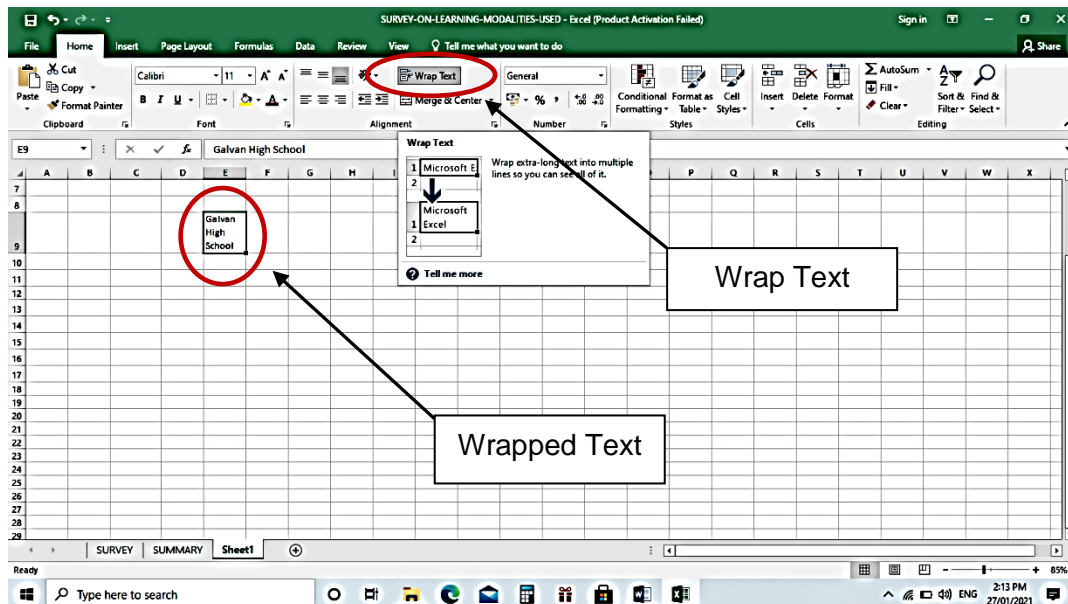 SURVEY-ON-LEARNING-MODALITIES-USED - Excel (Product Activation Failed)
Sign in
File Home Insert Page Layout Formulas Data Review View Tell me what you want to do Share
Cut
Copy
Format Painter
Paste
Clipboard
Calibri 11 A A
B I U A
Font
Wrap Text
Merge & Center
Alignment
General
% , .00 .00
Number
Conditional Formatting
Format as Table
Cell Styles
Styles
Insert Delete Format
Cells
AutoSum
Fill
Clear
Sort & Filter
Find & Select
Editing
E9 fx Galvan High School
A B C D E F G H I P Q R S T U V W X
7
8
9
10
11
12
13
14
15
16
17
18
19
20
21
22
23
24
25
26
27
28
29
Galvan
High
School
Wrap Text
Wrap extra-long text into multiple
lines so you can see all of it.
1 Microsoft E
2
Microsoft
1 Excel
2
Tell me more
Wrap Text
Wrapped Text
SURVEY SUMMARY Sheet1
Ready
85%
Type here to search
ENG
2:13 PM
27/01/2021